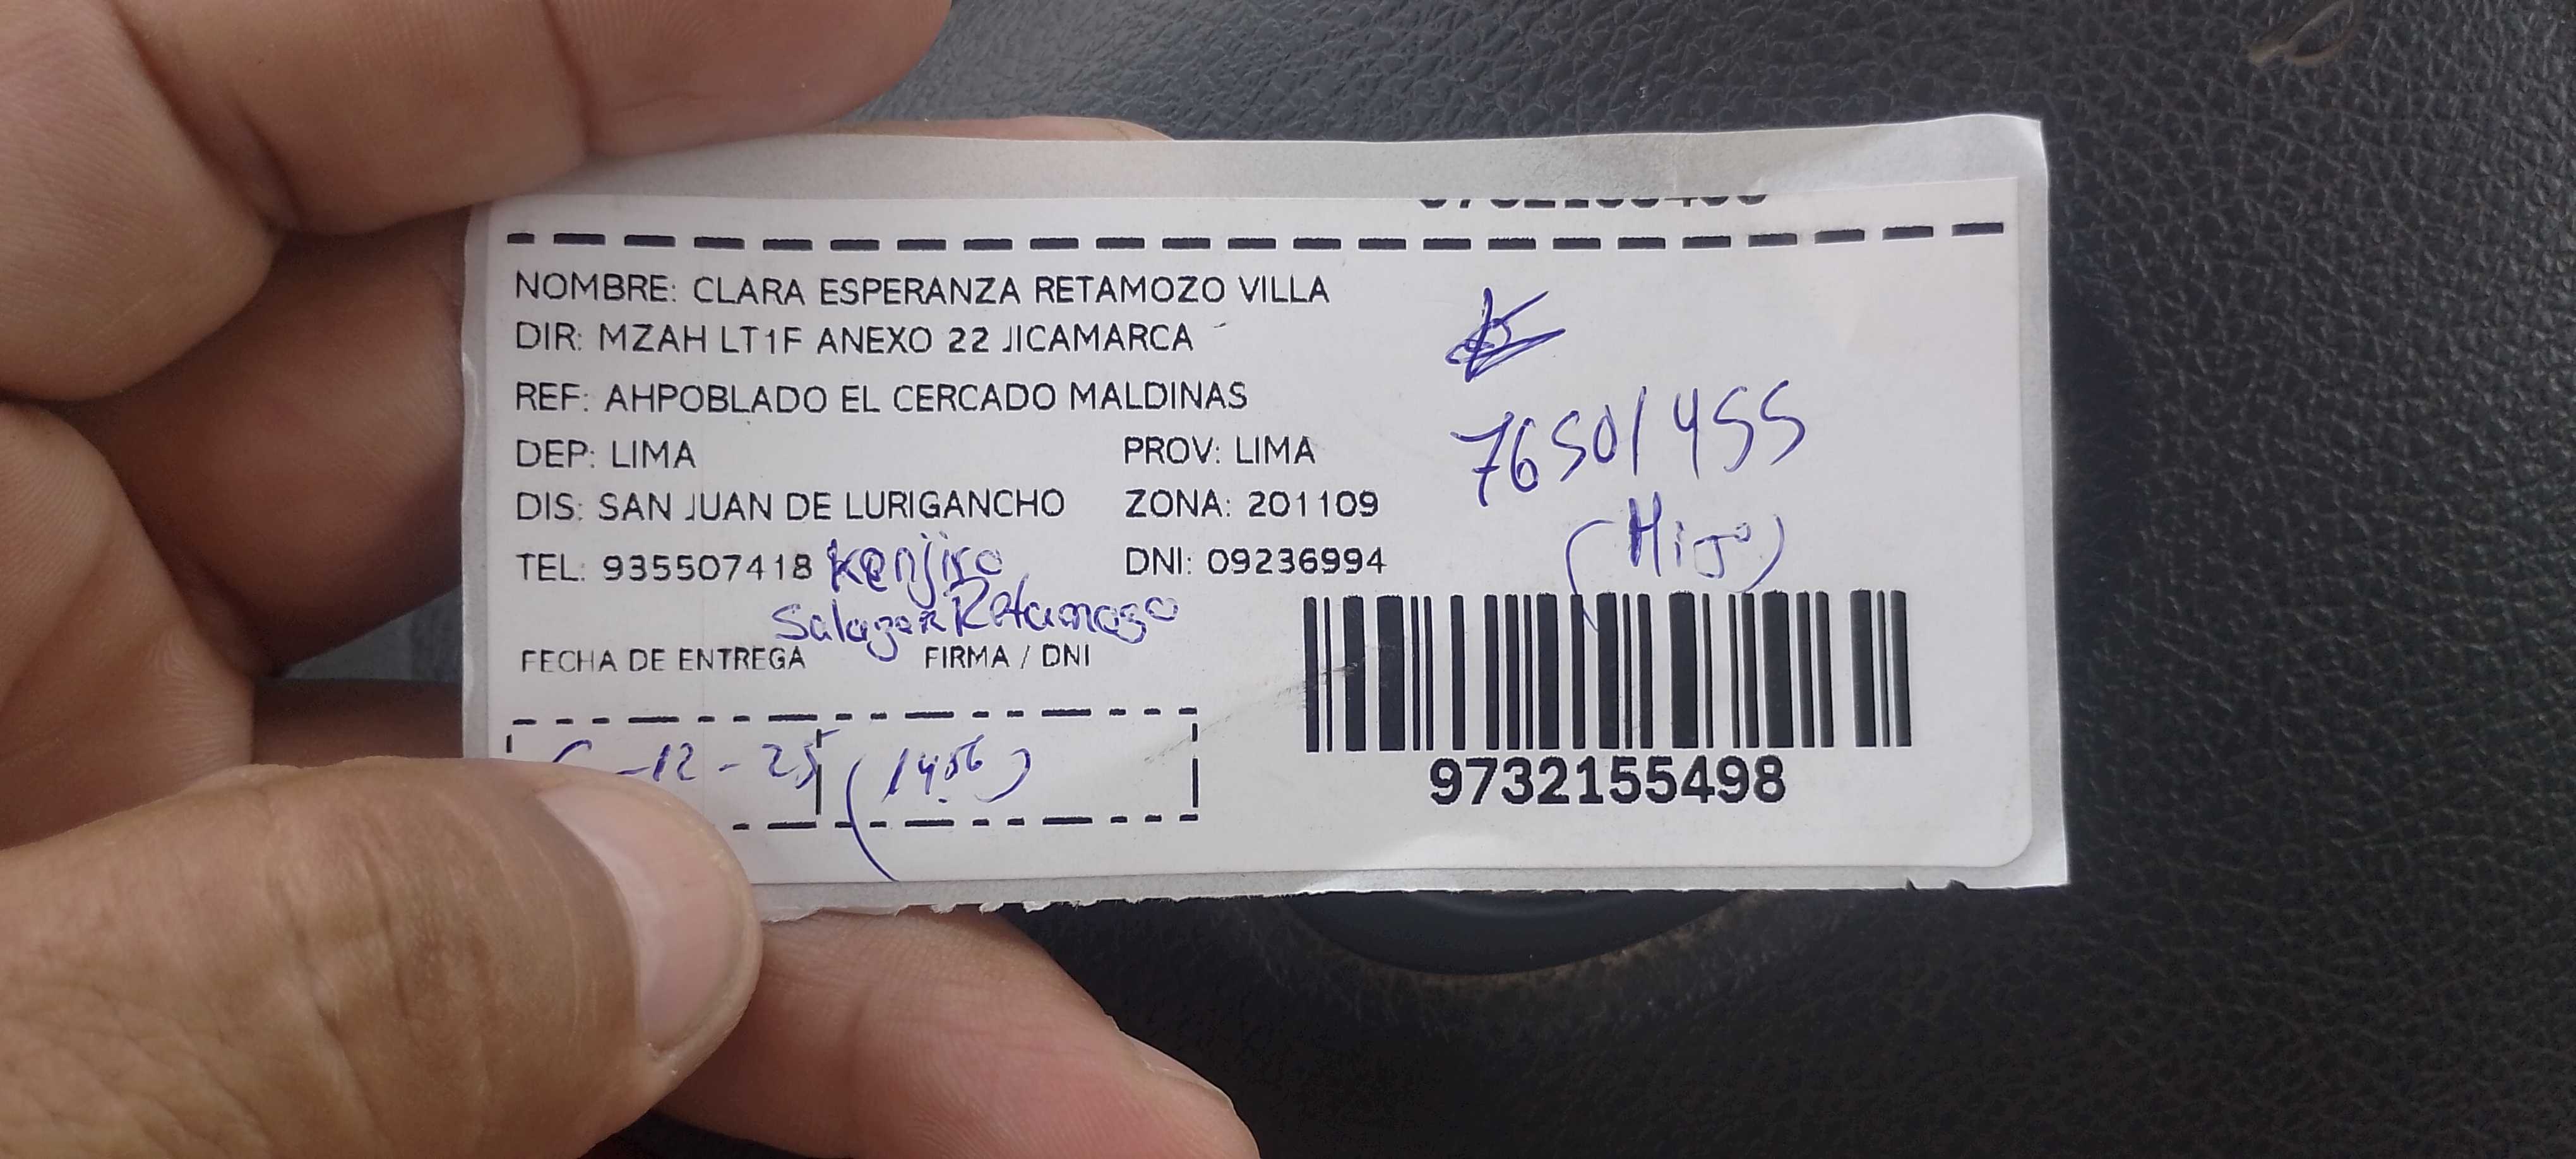 NOMBRE: CLARA ESPERANZA RETAMOZO VILLA
DIR: MZAH LT1F ANEXO 22 JICAMARCA
REF: AHPOBLADO EL CERCADO MALDINAS
DEP: LIMA PROV: LIMA
76501455
DIS: SAN JUAN DE LURIGANCHO ZONA: 201109
(Hijo)
TEL: 935507418 Kenjiro DNI: 09236994
Salazar Retamozo
FECHA DE ENTREGA FIRMA / DNI
-12-25 (1456)
9732155498